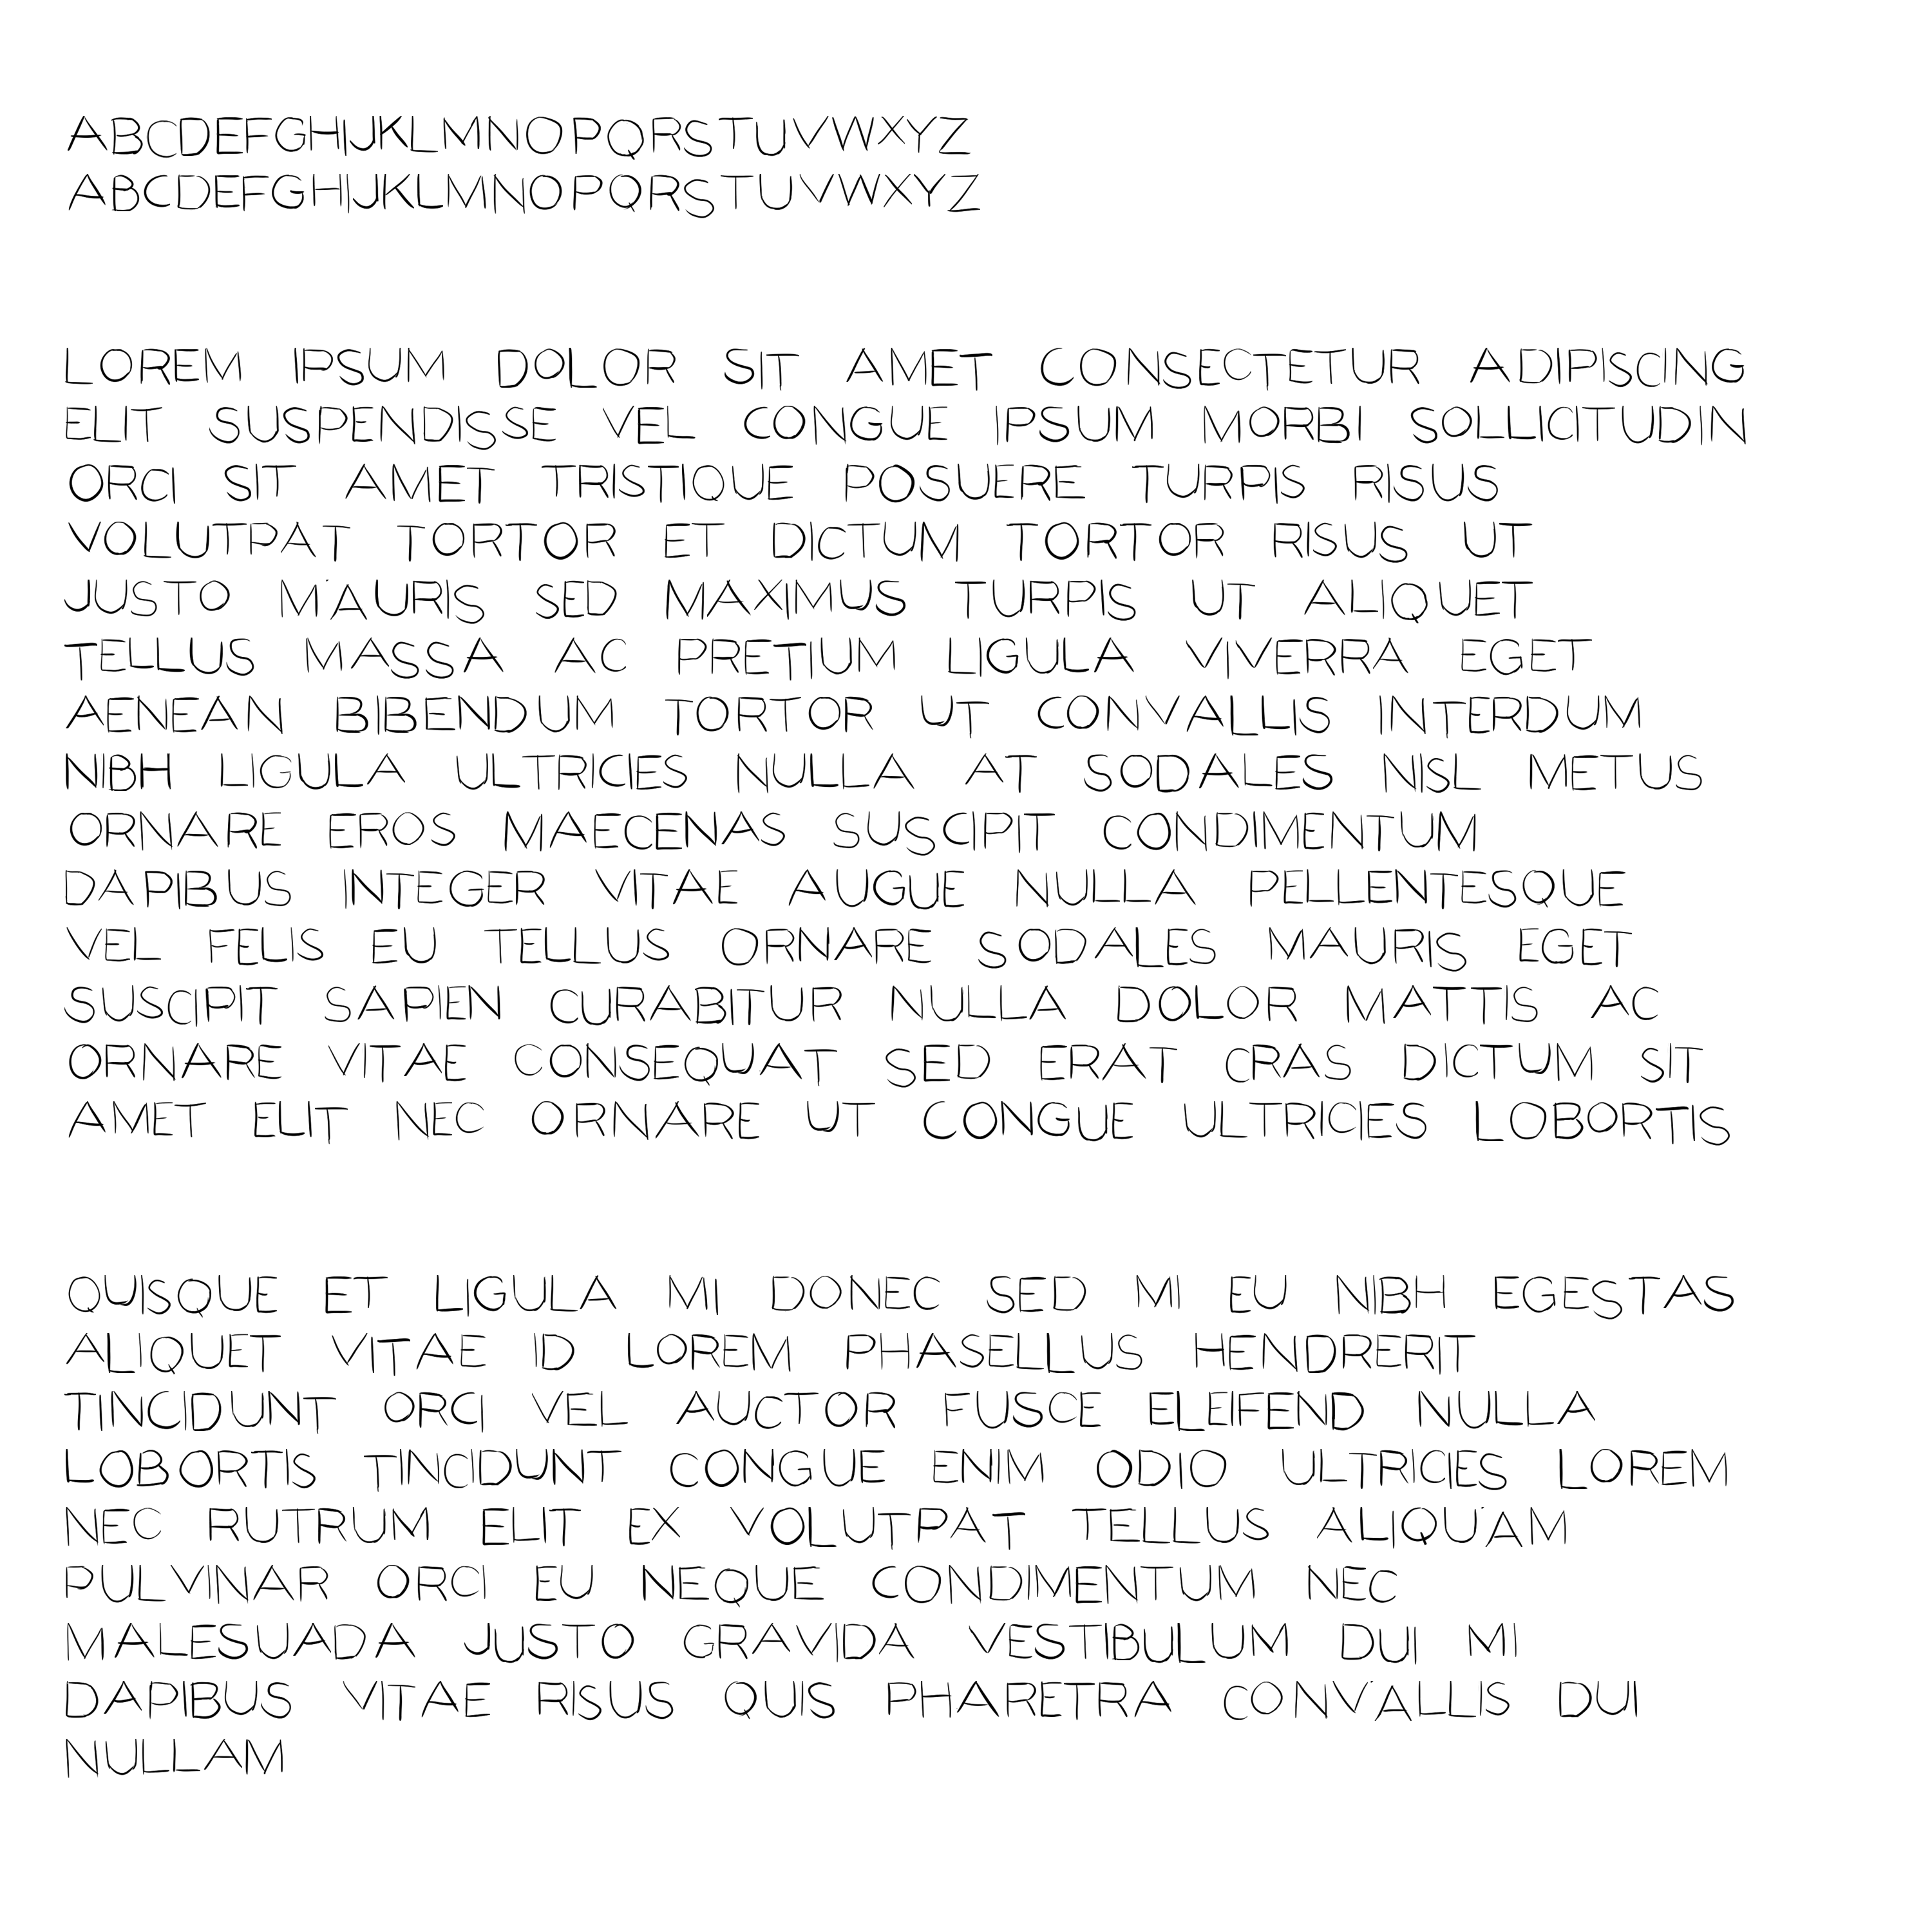 ABCDEFGHIJKLMNOPQRSTUVWXYZ
ABCDEFGHIJKLMNOPQRSTUVWXYZ
LOREM IPSUM DOLOR SIT AMET CONSECTETUR ADIPISCING
ELIT SUSPENDISSE VEL CONGUE IPSUM MORBI SOLLICITUDIN
ORCI SIT AMET TRISTIQUE POSUERE TURPIS RISUS
VOLUTPAT TORTOR ET DICTUM TORTOR RISUS UT
JUSTO MAURIS SED MAXIMUS TURPIS UT ALIQUET
TELLUS MASSA AC PRETIUM LIGULA VIVERRA EGET
AENEAN BIBENDUM TORTOR UT CONVALLIS INTERDUM
NIBH LIGULA ULTRICIES NULLA AT SODALES NISL METUS
ORNARE EROS MAECENAS SUSCIPIT CONDIMENTUM
DAPIBUS INTEGER VITAE AUGUE NULLA PELLENTESQUE
VEL FELIS EU TELLUS ORNARE SODALES MAURIS EGET
SUSCIPIT SAPIEN CURABITUR NULLA DOLOR MATTIS AC
ORNARE VITAE CONSEQUAT SED ERAT CRAS DICTUM SIT
AMET ELIT NEC ORNARE UT CONGUE ULTRICIES LOBORTIS
QUISQUE ET LIGULA MI DONEC SED MI EU NIBH EGESTAS
ALIQUET VITAE ID LOREM PHASELLUS HENDRERIT
TINCIDUNT ORCI VEL AUCTOR FUSCE ELEIFEND NULLA
LOBORTIS TINCIDUNT CONGUE ENIM ODIO ULTRICIES LOREM
NEC RUTRUM ELIT EX VOLUTPAT TELLUS ALIQUAM
PULVINAR ORCI EU NEQUE CONDIMENTUM NEC
MALESUADA JUSTO GRAVIDA VESTIBULUM DUI MI
DAPIBUS VITAE RISUS QUIS PHARETRA CONVALLIS DUI
NULLAM